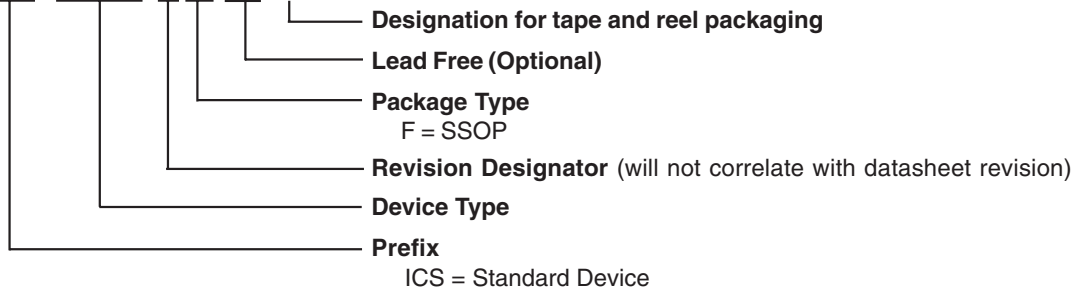 Designation for tape and reel packaging
Lead Free (Optional)
Package Type
F = SSOP
Revision Designator (will not correlate with datasheet revision)
Device Type
Prefix
ICS = Standard Device